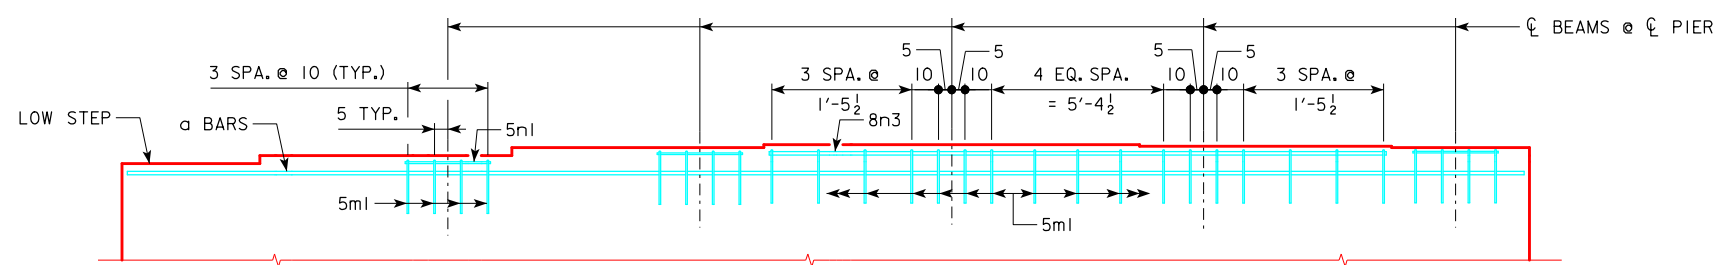 ℄ BEAMS @ ℄ PIER
5 5 5 5
3 SPA. @ 10 (TYP.)
3 SPA. @
1'-5½
10 10
4 EQ. SPA.
= 5'-4½
10 10
3 SPA. @
1'-5½
LOW STEP
a BARS
5 TYP.
5n1
8n3
5m1
5m1